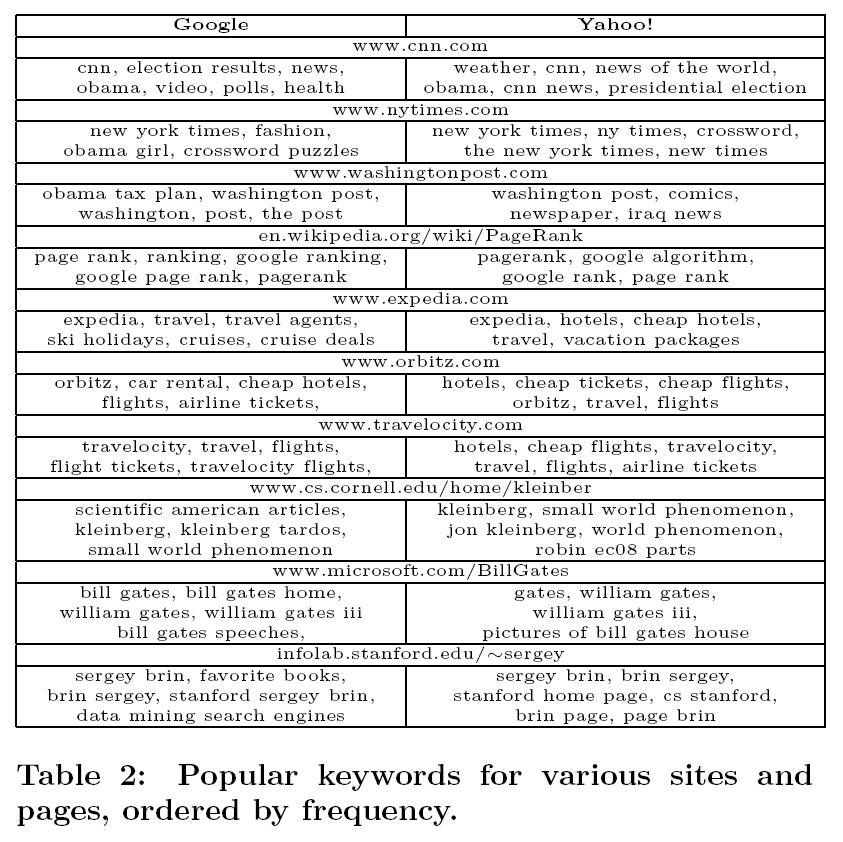 Google Yahoo!
www.cnn.com
cnn, election results, news, weather, cnn, news of the world,
obama, video, polls, health obama, cnn news, presidential election
www.nytimes.com
new york times, fashion, new york times, ny times, crossword,
obama girl, crossword puzzles the new york times, new times
www.washingtonpost.com
obama tax plan, washington post, washington post, comics,
washington, post, the post newspaper, iraq news
en.wikipedia.org/wiki/PageRank
page rank, ranking, google ranking, pagerank, google algorithm,
google page rank, pagerank google rank, page rank
www.expedia.com
expedia, travel, travel agents, expedia, hotels, cheap hotels,
ski holidays, cruises, cruise deals travel, vacation packages
www.orbitz.com
orbitz, car rental, cheap hotels, hotels, cheap tickets, cheap flights,
flights, airline tickets, orbitz, travel, flights
www.travelocity.com
travelocity, travel, flights, hotels, cheap flights, travelocity,
flight tickets, travelocity flights, travel, flights, airline tickets
www.cs.cornell.edu/home/kleinber
scientific american articles, kleinberg, small world phenomenon,
kleinberg, kleinberg tardos, jon kleinberg, world phenomenon,
small world phenomenon robin ec08 parts
www.microsoft.com/BillGates
bill gates, bill gates home, gates, william gates,
william gates, william gates iii william gates iii,
bill gates speeches, pictures of bill gates house
infolab.stanford.edu/∼sergey
sergey brin, favorite books, sergey brin, brin sergey,
brin sergey, stanford sergey brin, stanford home page, cs stanford,
data mining search engines brin page, page brin
Table 2: Popular keywords for various sites and
pages, ordered by frequency.